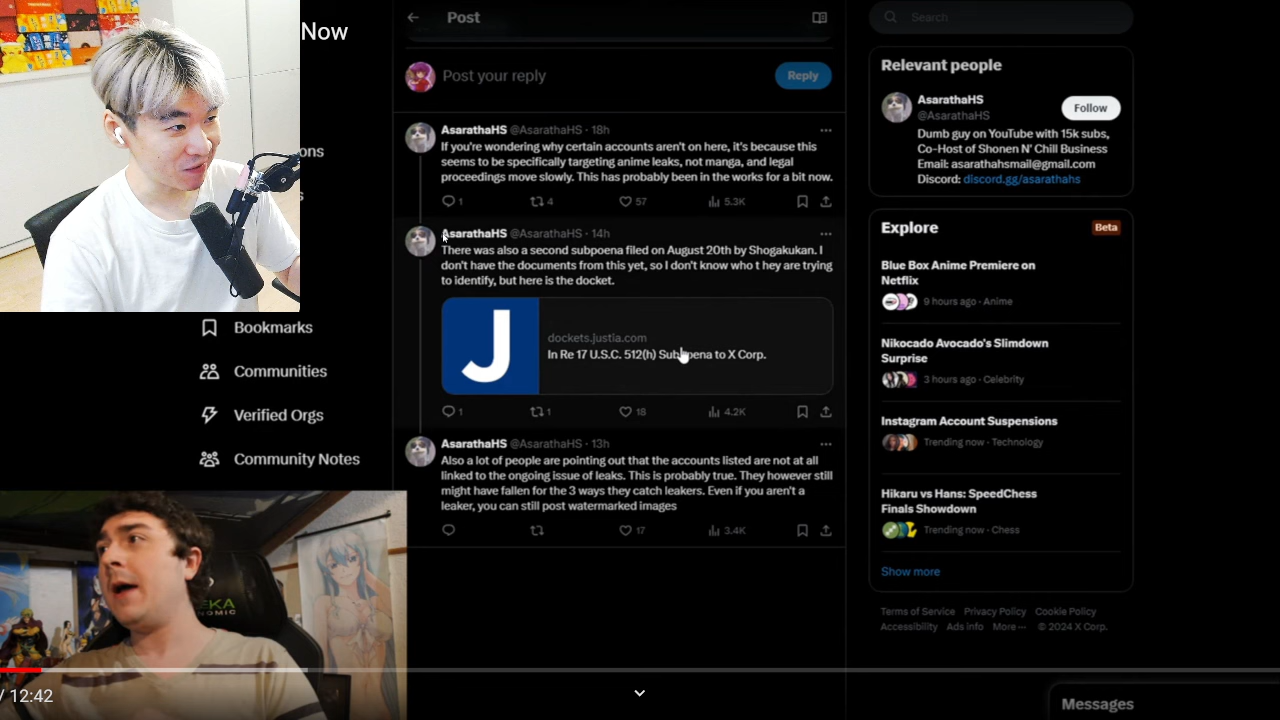 Now
Post
Search
Post your reply
Reply
AsarathaHS @AsarathaHS · 18h
If you're wondering why certain accounts aren't on here, it's because this
seems to be specifically targeting anime leaks, not manga, and legal
proceedings move slowly. This has probably been in the works for a bit now.
1 4 57 5.3K
AsarathaHS @AsarathaHS · 14h
There was also a second subpoena filed on August 20th by Shogakukan. I
don't have the documents from this yet, so I don't know who t hey are trying
to identify, but here is the docket.
J
dockets.justia.com
In Re 17 U.S.C. 512(h) Subpoena to X Corp.
1 1 18 4.2K
AsarathaHS @AsarathaHS · 13h
Also a lot of people are pointing out that the accounts listed are not at all
linked to the ongoing issue of leaks. This is probably true. They however still
might have fallen for the 3 ways they catch leakers. Even if you aren't a
leaker, you can still post watermarked images
17 3.4K
Relevant people
AsarathaHS
@AsarathaHS
Follow
Dumb guy on YouTube with 15k subs,
Co-Host of Shonen N' Chill Business
Email: asarathahsmail@gmail.com
Discord: discord.gg/asarathahs
Explore
Beta
Blue Box Anime Premiere on
Netflix
9 hours ago · Anime
Nikocado Avocado's Slimdown
Surprise
3 hours ago · Celebrity
Instagram Account Suspensions
Trending now · Technology
Hikaru vs Hans: SpeedChess
Finals Showdown
Trending now · Chess
Show more
Terms of Service Privacy Policy Cookie Policy
Accessibility Ads info More ··· © 2024 X Corp.
Messages
ons
s
Bookmarks
Communities
Verified Orgs
Community Notes
/ 12:42